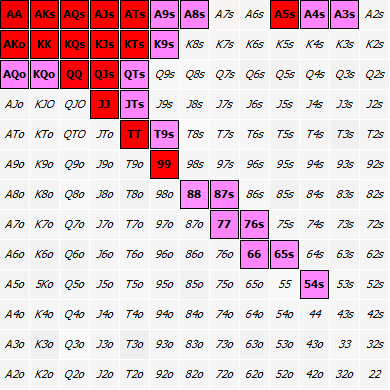 AA AKs AQs AJs ATs A9s A8s A7s A6s A5s A4s A3s A2s
AKo KK KQs KJs KTs K9s K8s K7s K6s K5s K4s K3s K2s
AQo KQo QQ QJs QTs Q9s Q8s Q7s Q6s Q5s Q4s Q3s Q2s
AJo KJO QJO JJ JTs J9s J8s J7s J6s J5s J4s J3s J2s
ATo KTo QTO JTo TT T9s T8s T7s T6s T5s T4s T3s T2s
A9o K9o Q9o J9o T9o 99 98s 97s 96s 95s 94s 93s 92s
A8o K8o Q8o J8o T8o 98o 88 87s 86s 85s 84s 83s 82s
A7o K7o Q7o J7o T7o 97o 87o 77 76s 75s 74s 73s 72s
A6o K6o Q6o J6o T6o 96o 86o 76o 66 65s 64s 63s 62s
A5o 5Ko Q5o J5o T5o 95o 85o 75o 65o 55 54s 53s 52s
A4o K4o Q4o J4o T4o 94o 84o 74o 64o 54o 44 43s 42s
A3o K3o Q3o J3o T3o 93o 83o 73o 63o 53o 43o 33 32s
A2o K2o Q2o J2o T2o 92o 82o 72o 62o 52o 42o 32o 22